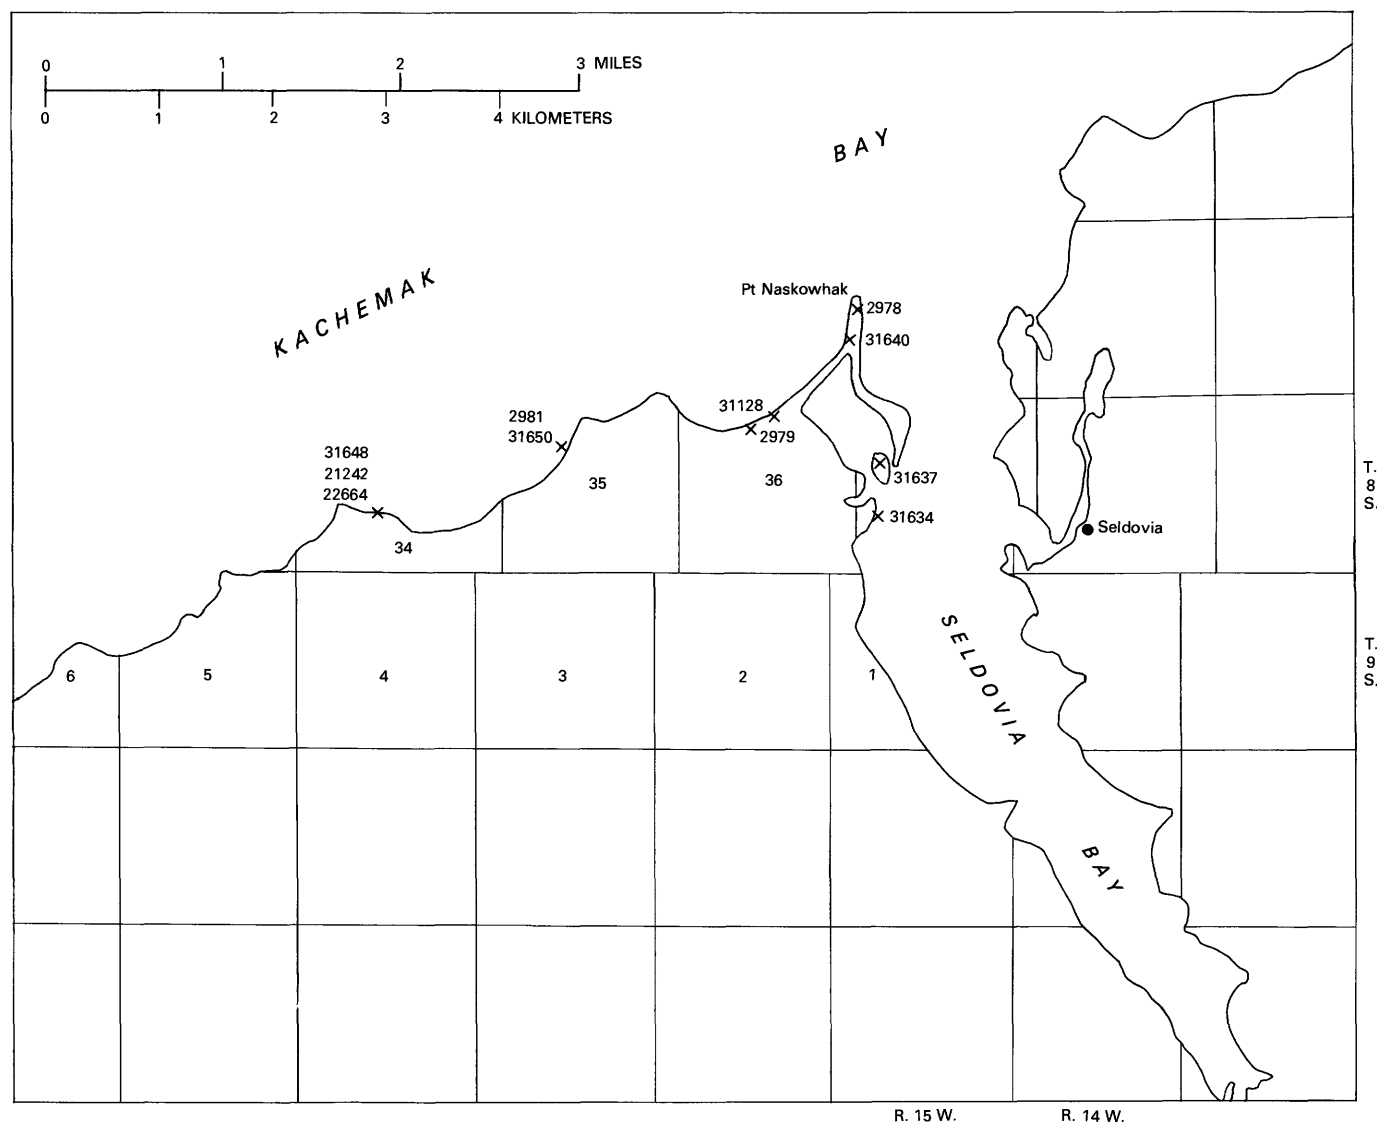 0 1 2 3 MILES
0 1 2 3 4 KILOMETERS
BAY
KACHEMAK
Pt Naskowhak
2978
31640
31128
2979
2981
31650
31648
21242
22664
35
36
31637
31634
34
Seldovia
T.
8
S.
SELDOVIA
T.
9
S.
6 5 4 3 2 1
BAY
R. 15 W. R. 14 W.